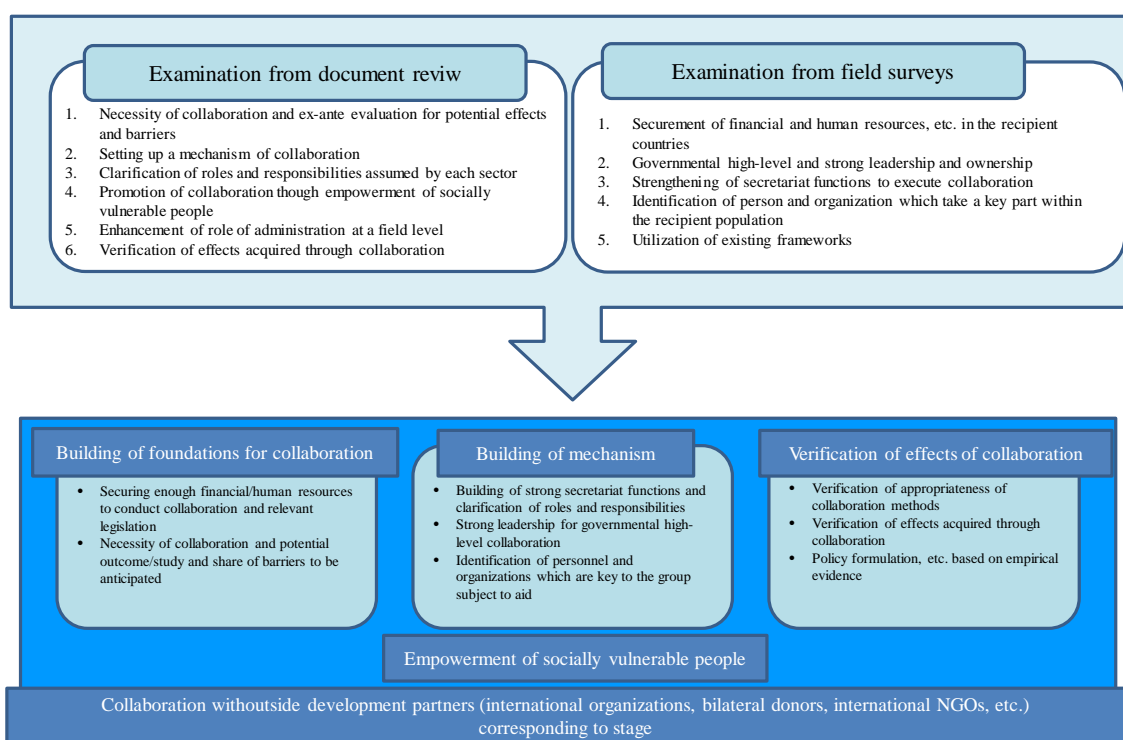 Examination from document reviw
1. Necessity of collaboration and ex-ante evaluation for potential effects
and barriers
2. Setting up a mechanism of collaboration
3. Clarification of roles and responsibilities assumed by each sector
4. Promotion of collaboration though empowerment of socially
vulnerable people
5. Enhancement of role of administration at a field level
6. Verification of effects acquired through collaboration
Examination from field surveys
1. Securement of financial and human resources, etc. in the recipient
countries
2. Governmental high-level and strong leadership and ownership
3. Strengthening of secretariat functions to execute collaboration
4. Identification of person and organization which take a key part within
the recipient population
5. Utilization of existing frameworks
Building of foundations for collaboration
• Securing enough financial/human resources
to conduct collaboration and relevant
legislation
• Necessity of collaboration and potential
outcome/study and share of barriers to be
anticipated
Building of mechanism
• Building of strong secretariat functions and
clarification of roles and responsibilities
• Strong leadership for governmental high-
level collaboration
• Identification of personnel and
organizations which are key to the group
subject to aid
Verification of effects of collaboration
• Verification of appropriateness of
collaboration methods
• Verification of effects acquired through
collaboration
• Policy formulation, etc. based on empirical
evidence
Empowerment of socially vulnerable people
Collaboration withoutside development partners (international organizations, bilateral donors, international NGOs, etc.)
corresponding to stage